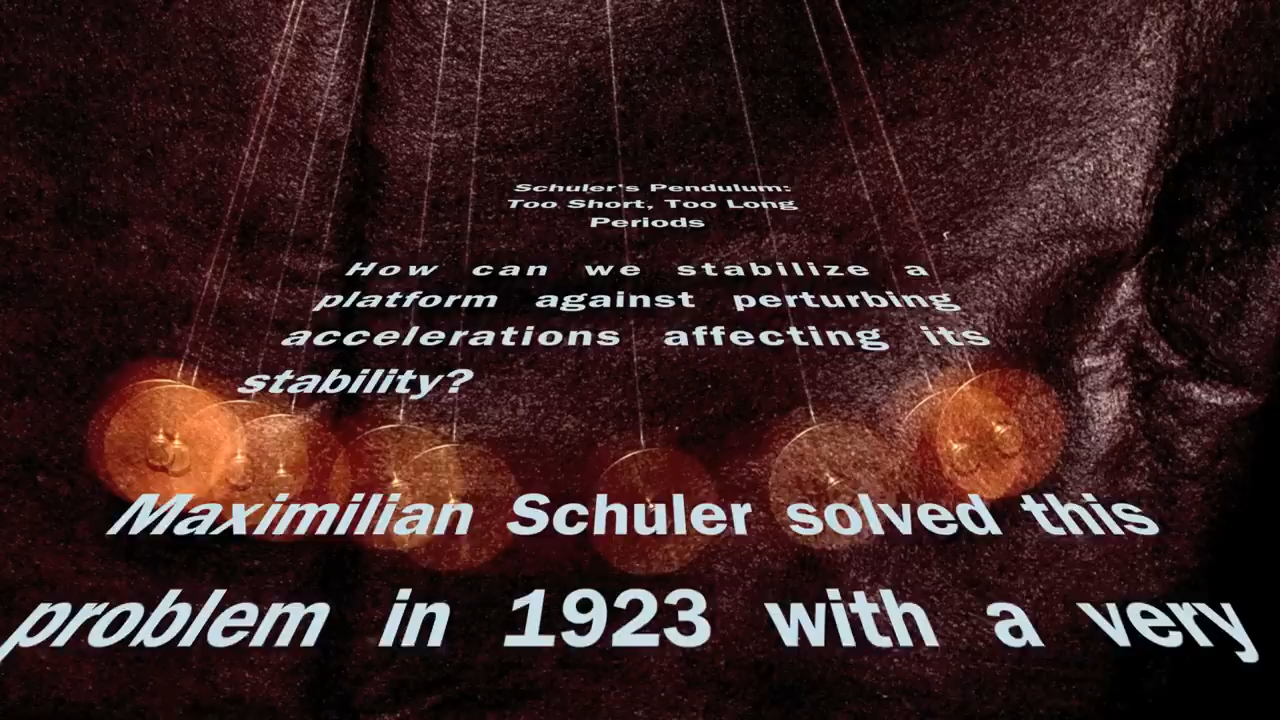 Schuler's Pendulum:
Too Short, Too Long
Periods
How can we stabilize a
platform against perturbing
accelerations affecting its
stability?
Maximilian Schuler solved this
problem in 1923 with a very